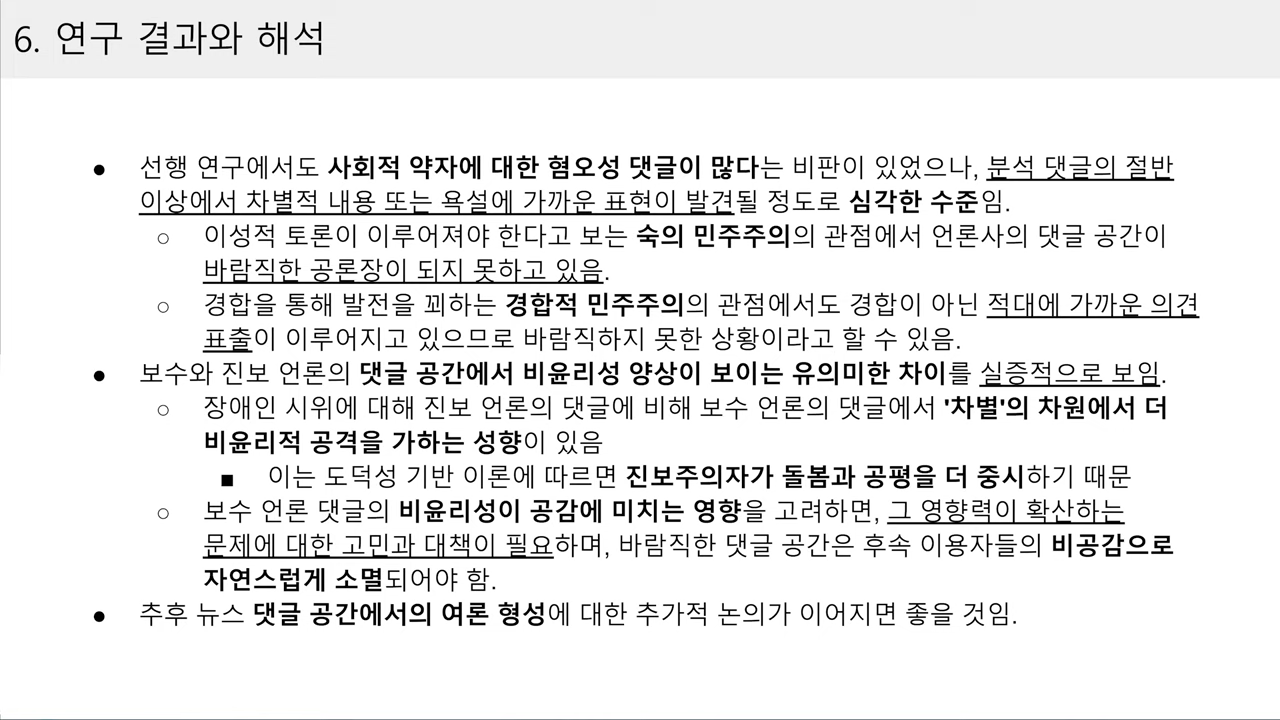 6. 연구 결과와 해석
● 선행 연구에서도 사회적 약자에 대한 혐오성 댓글이 많다는 비판이 있었으나, 분석 댓글의 절반
이상에서 차별적 내용 또는 욕설에 가까운 표현이 발견될 정도로 심각한 수준임.
○ 이성적 토론이 이루어져야 한다고 보는 숙의 민주주의의 관점에서 언론사의 댓글 공간이
바람직한 공론장이 되지 못하고 있음.
○ 경합을 통해 발전을 꾀하는 경합적 민주주의의 관점에서도 경합이 아닌 적대에 가까운 의견
표출이 이루어지고 있으므로 바람직하지 못한 상황이라고 할 수 있음.
● 보수와 진보 언론의 댓글 공간에서 비윤리성 양상이 보이는 유의미한 차이를 실증적으로 보임.
○ 장애인 시위에 대해 진보 언론의 댓글에 비해 보수 언론의 댓글에서 '차별'의 차원에서 더
비윤리적 공격을 가하는 성향이 있음
■ 이는 도덕성 기반 이론에 따르면 진보주의자가 돌봄과 공평을 더 중시하기 때문
○ 보수 언론 댓글의 비윤리성이 공감에 미치는 영향을 고려하면, 그 영향력이 확산하는
문제에 대한 고민과 대책이 필요하며, 바람직한 댓글 공간은 후속 이용자들의 비공감으로
자연스럽게 소멸되어야 함.
● 추후 뉴스 댓글 공간에서의 여론 형성에 대한 추가적 논의가 이어지면 좋을 것임.